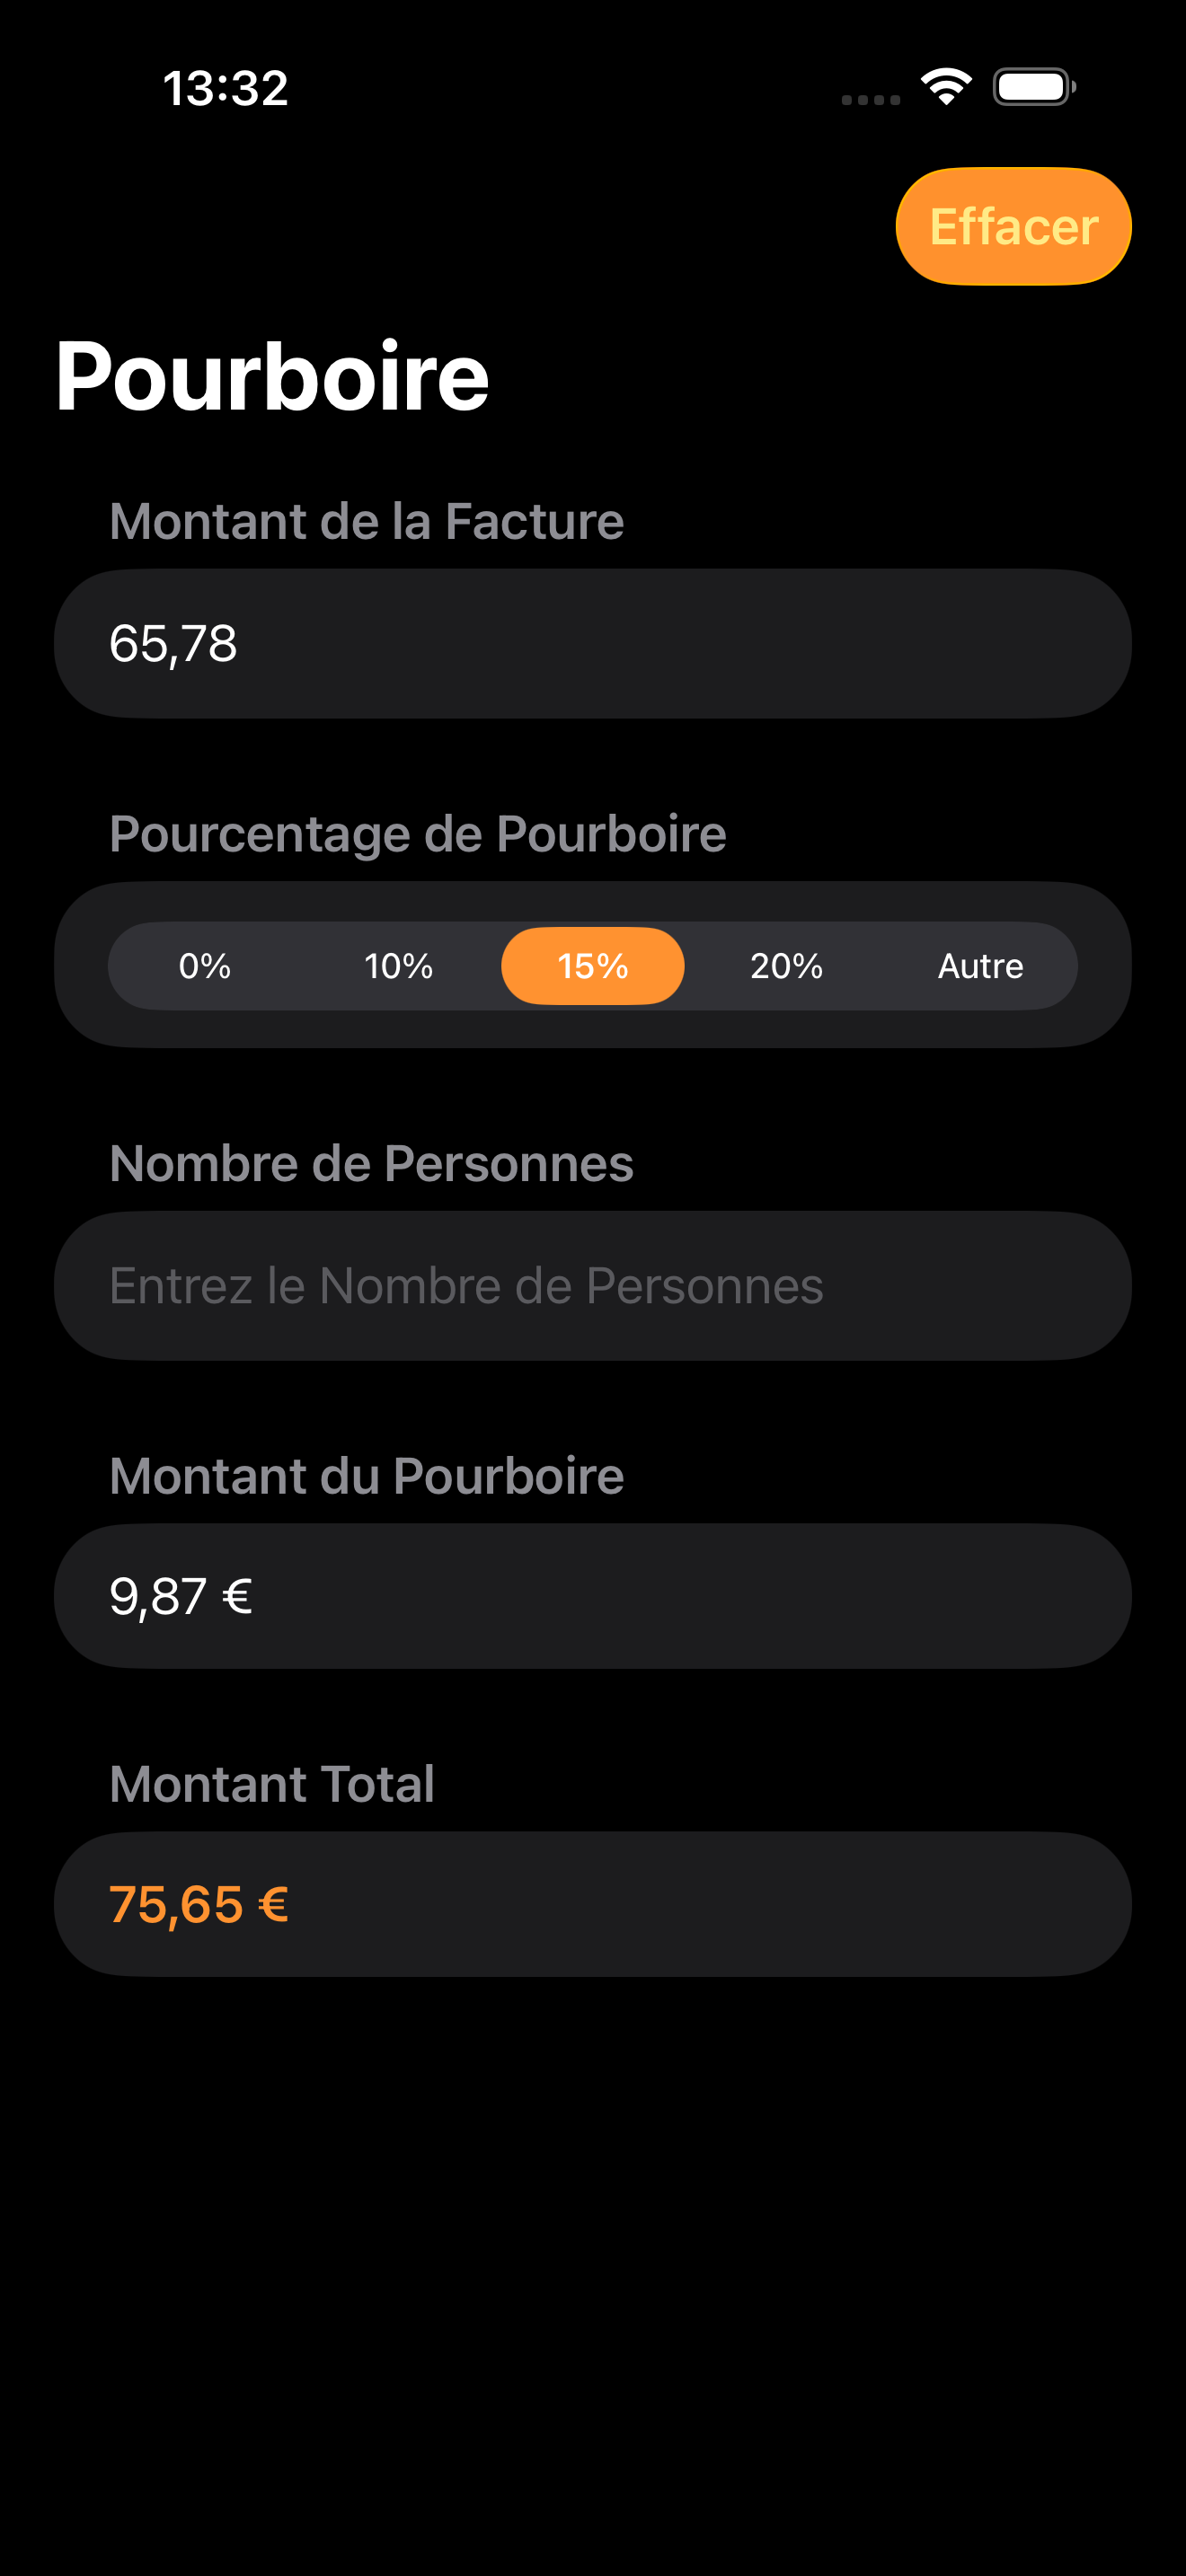 13:32
Effacer
Pourboire
Montant de la Facture
65,78
Pourcentage de Pourboire
0% 10% 15% 20% Autre
Nombre de Personnes
Entrez le Nombre de Personnes
Montant du Pourboire
9,87 €
Montant Total
75,65 €